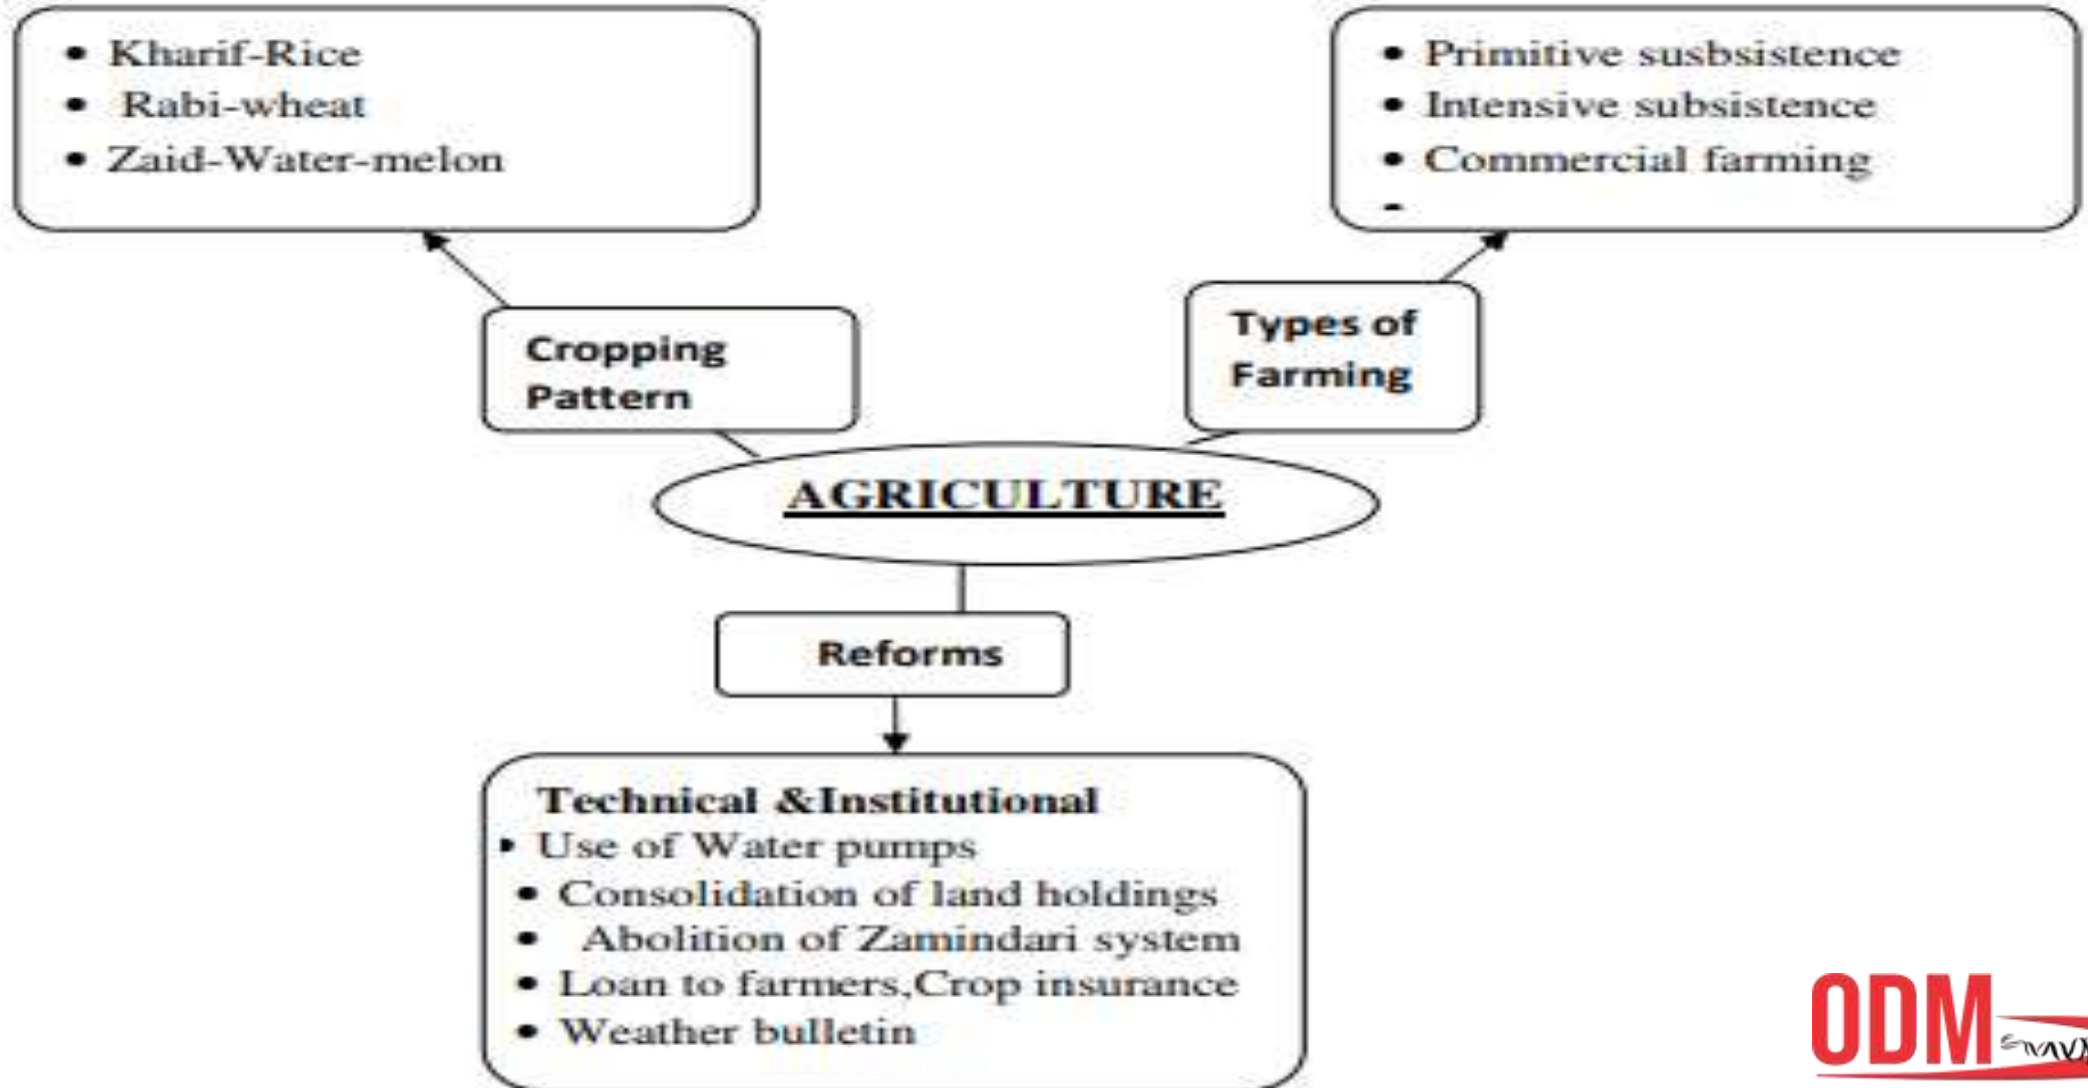 • Kharif-Rice
• Rabi-wheat
• Zaid-Water-melon
• Primitive susbsistence
• Intensive subsistence
• Commercial farming
•
Cropping
Pattern
Types of
Farming
AGRICULTURE
Reforms
Technical &Institutional
• Use of Water pumps
• Consolidation of land holdings
• Abolition of Zamindari system
• Loan to farmers,Crop insurance
• Weather bulletin
ODM